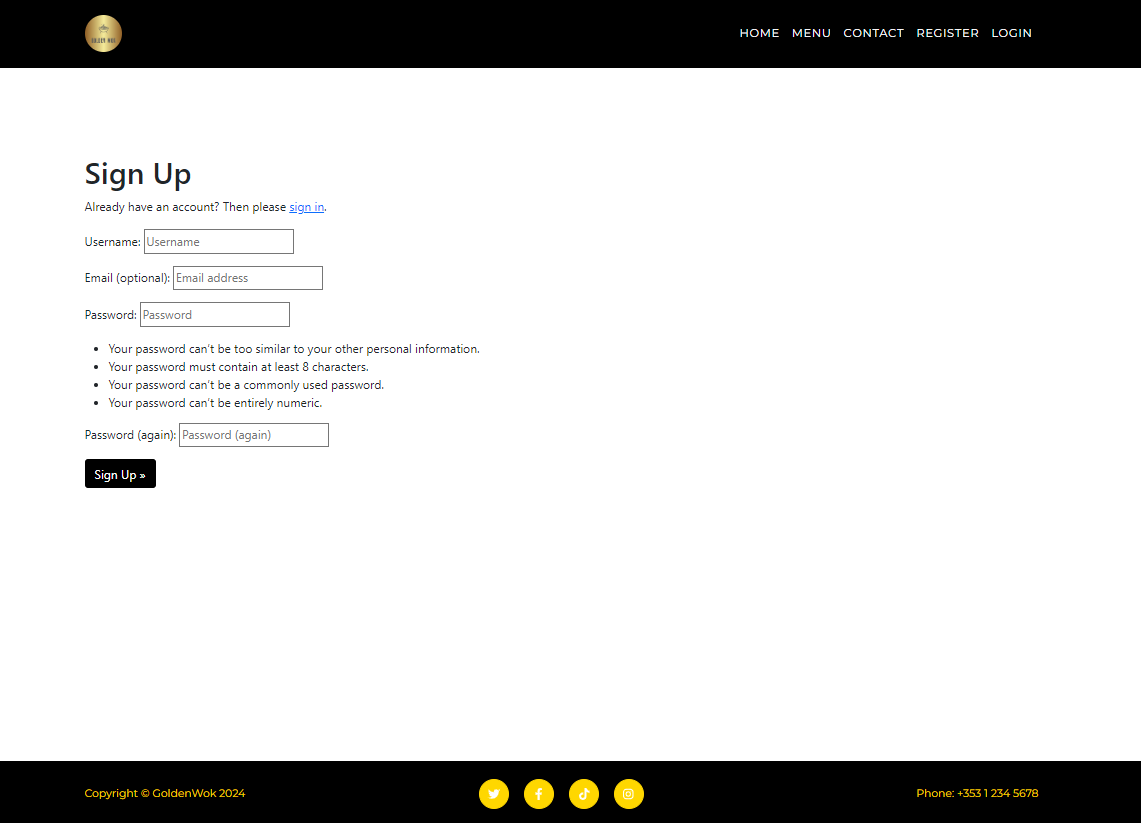 GOLDEN WOK
HOME MENU CONTACT REGISTER LOGIN
Sign Up
Already have an account? Then please sign in.
Username: Username
Email (optional): Email address
Password: Password
• Your password can’t be too similar to your other personal information.
• Your password must contain at least 8 characters.
• Your password can’t be a commonly used password.
• Your password can’t be entirely numeric.
Password (again): Password (again)
Sign Up »
Copyright © GoldenWok 2024
Phone: +353 1 234 5678